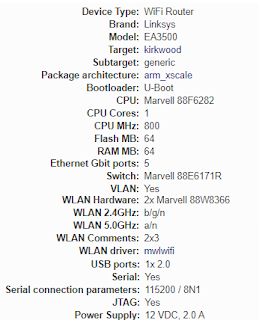 Device Type: WiFi Router
Brand: Linksys
Model: EA3500
Target: kirkwood
Subtarget: generic
Package architecture: arm_xscale
Bootloader: U-Boot
CPU: Marvell 88F6282
CPU Cores: 1
CPU MHz: 800
Flash MB: 64
RAM MB: 64
Ethernet Gbit ports: 5
Switch: Marvell 88E6171R
VLAN: Yes
WLAN Hardware: 2x Marvell 88W8366
WLAN 2.4GHz: b/g/n
WLAN 5.0GHz: a/n
WLAN Comments: 2x3
WLAN driver: mwlwifi
USB ports: 1x 2.0
Serial: Yes
Serial connection parameters: 115200 / 8N1
JTAG: Yes
Power Supply: 12 VDC, 2.0 A